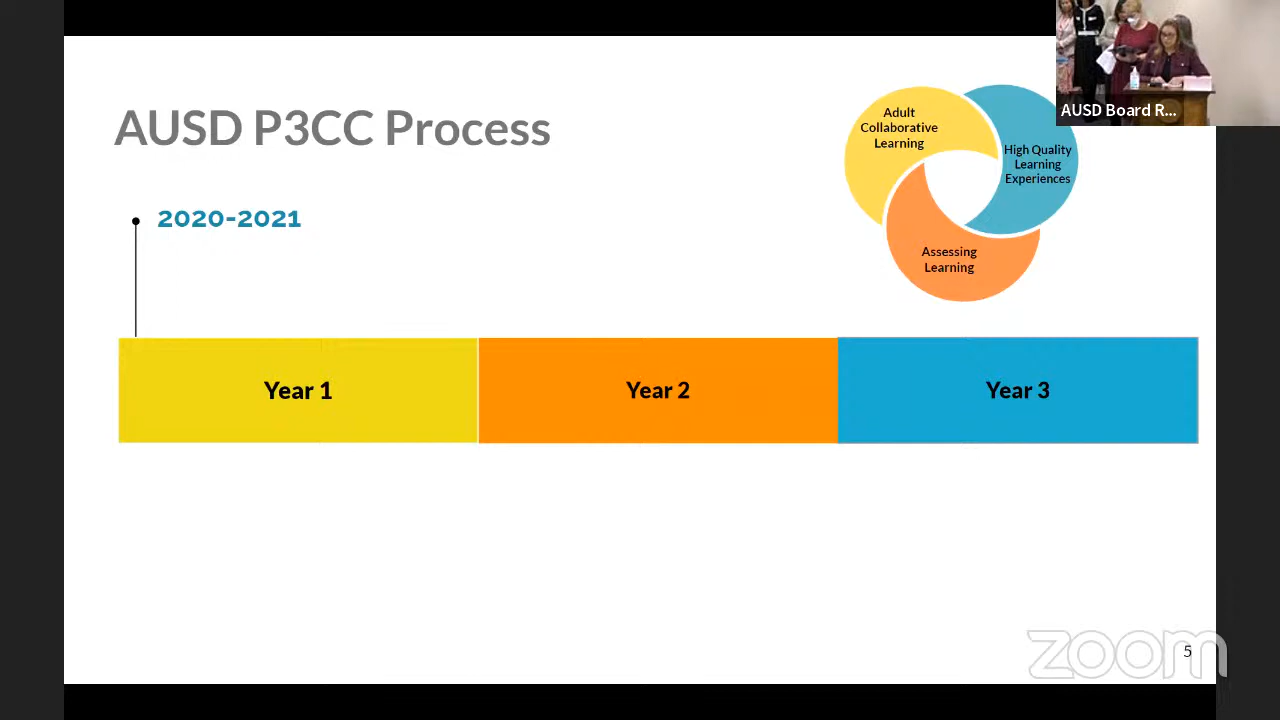 AUSD P3CC Process
2020-2021
Adult
Collaborative
Learning
High Quality
Learning
Experiences
Assessing
Learning
AUSD Board R...
Year 1
Year 2
Year 3
zoom
5